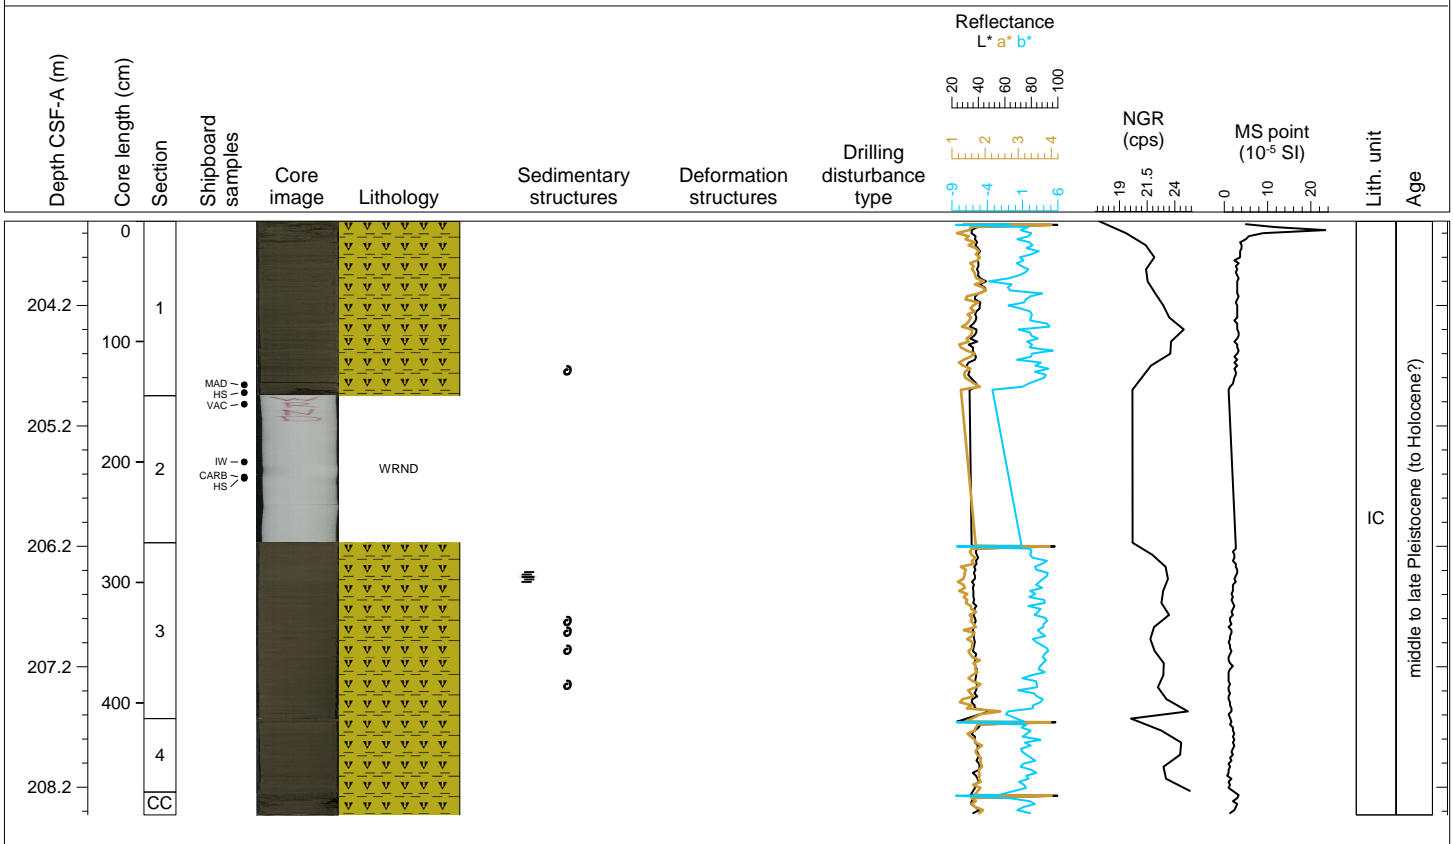 Depth CSF-A (m)
Core length (cm)
Section
Shipboard
samples
Core
image
Lithology
Sedimentary
structures
Deformation
structures
Drilling
disturbance
type
Reflectance
L* a* b*
20 40 60 80 100
1 2 3 4
-9 -4 1 6
NGR
(cps)
19 21.5 24
MS point
(10-5 SI)
0 10 20
Lith. unit
Age
0
204.2
1
100
MAD
HS
VAC
205.2
200
2
IW
CARB
HS
WRND
206.2
300
3
207.2
400
4
208.2
CC
IC
middle to late Pleistocene (to Holocene?)